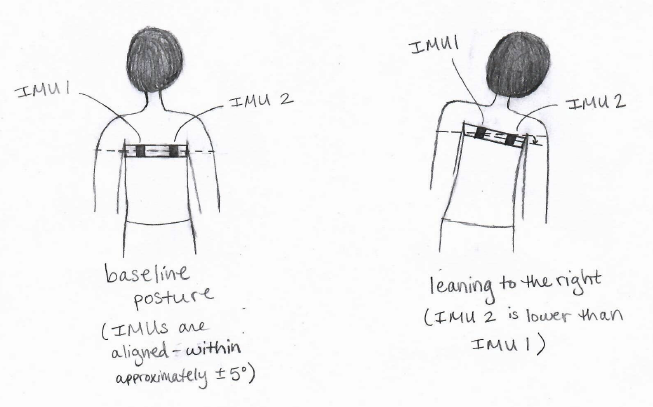 IMU 1
IMU 2
baseline
posture
(IMUs are
aligned - within
approximately ±5°)
IMU1
IMU 2
leaning to the right
(IMU 2 is lower than
IMU 1)